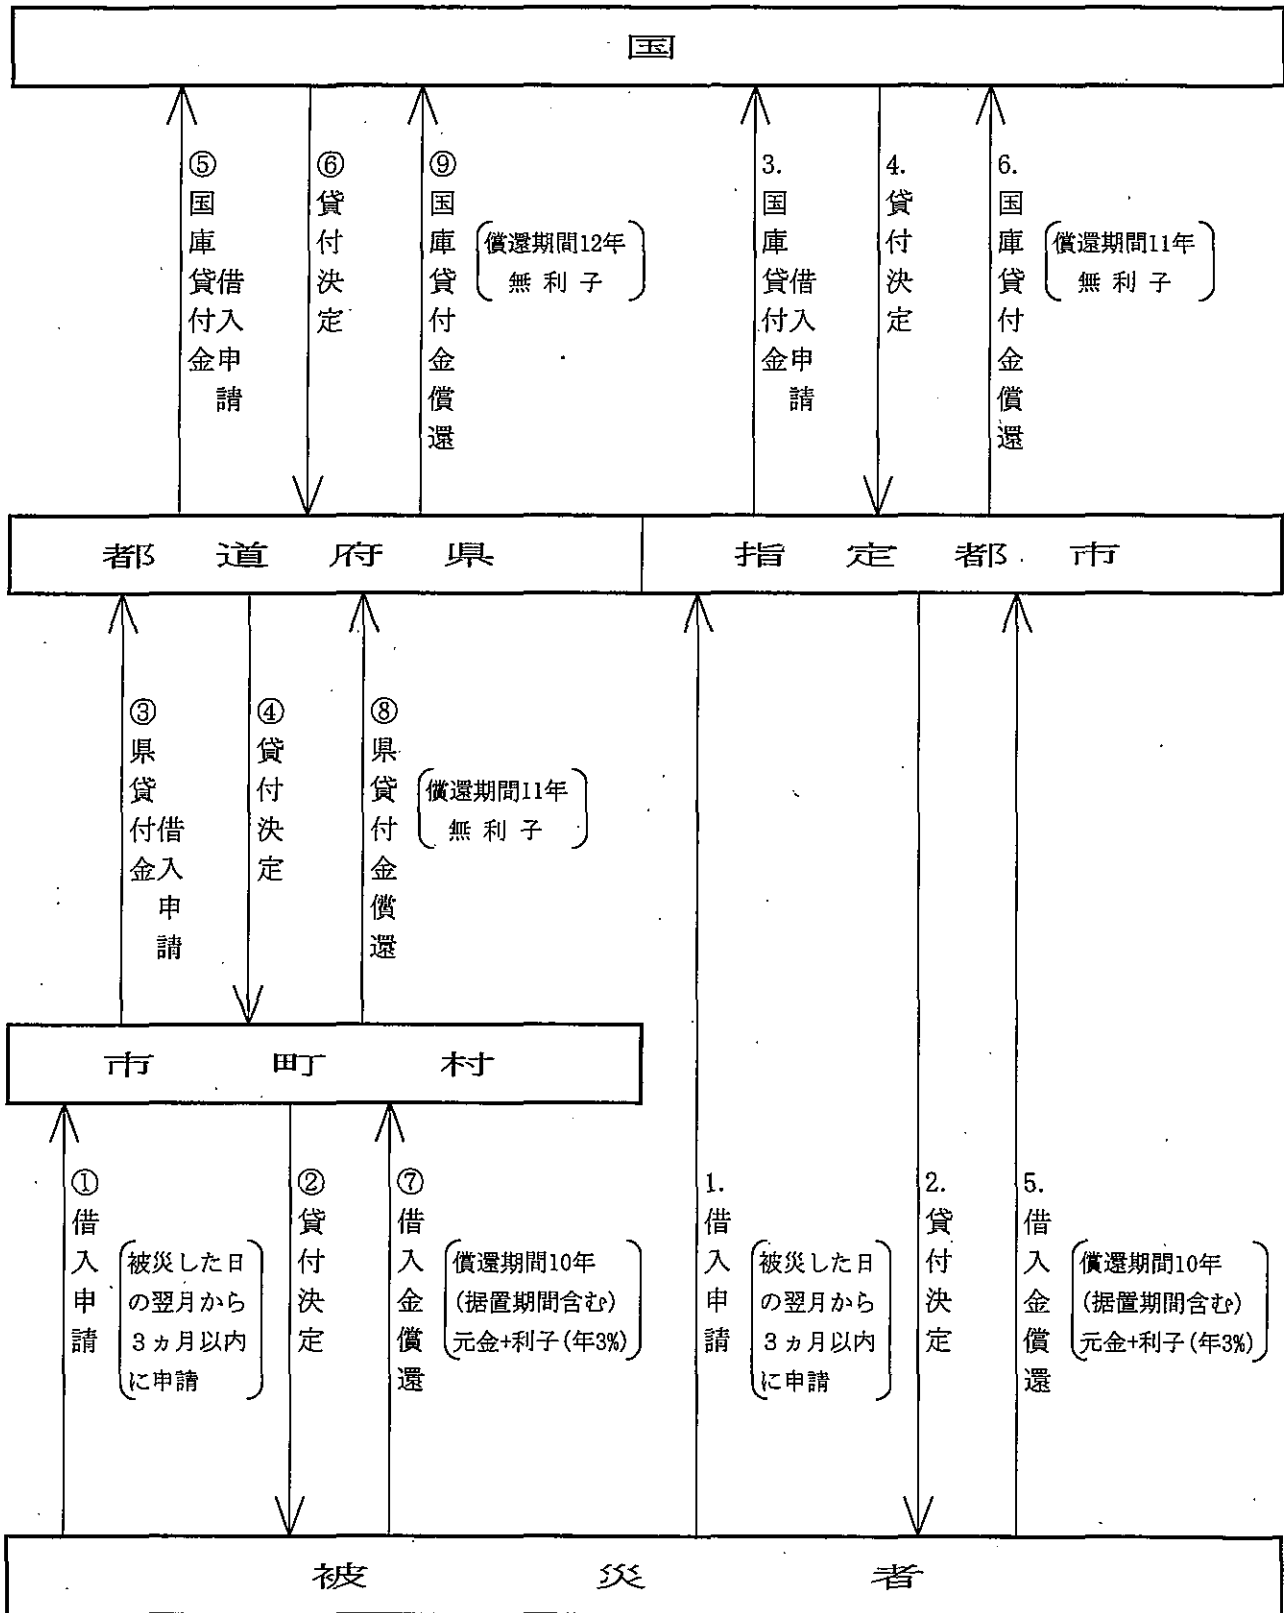 国
⑤国庫貸付金
借入申請
⑥貸付決定
⑨国庫貸付金償還
償還期間12年
無利子
3.国庫貸付金
借入申請
4.貸付決定
6.国庫貸付金償還
償還期間11年
無利子
都道府県
指定都市
③県貸付金
借入申請
④貸付決定
⑧県貸付金償還
償還期間11年
無利子
市町村
①借入申請
被災した日
の翌月から
3ヵ月以内
に申請
②貸付決定
⑦借入金償還
償還期間10年
(据置期間含む)
元金+利子(年3%)
1.借入申請
被災した日
の翌月から
3ヵ月以内
に申請
2.貸付決定
5.借入金償還
償還期間10年
(据置期間含む)
元金+利子(年3%)
被災者